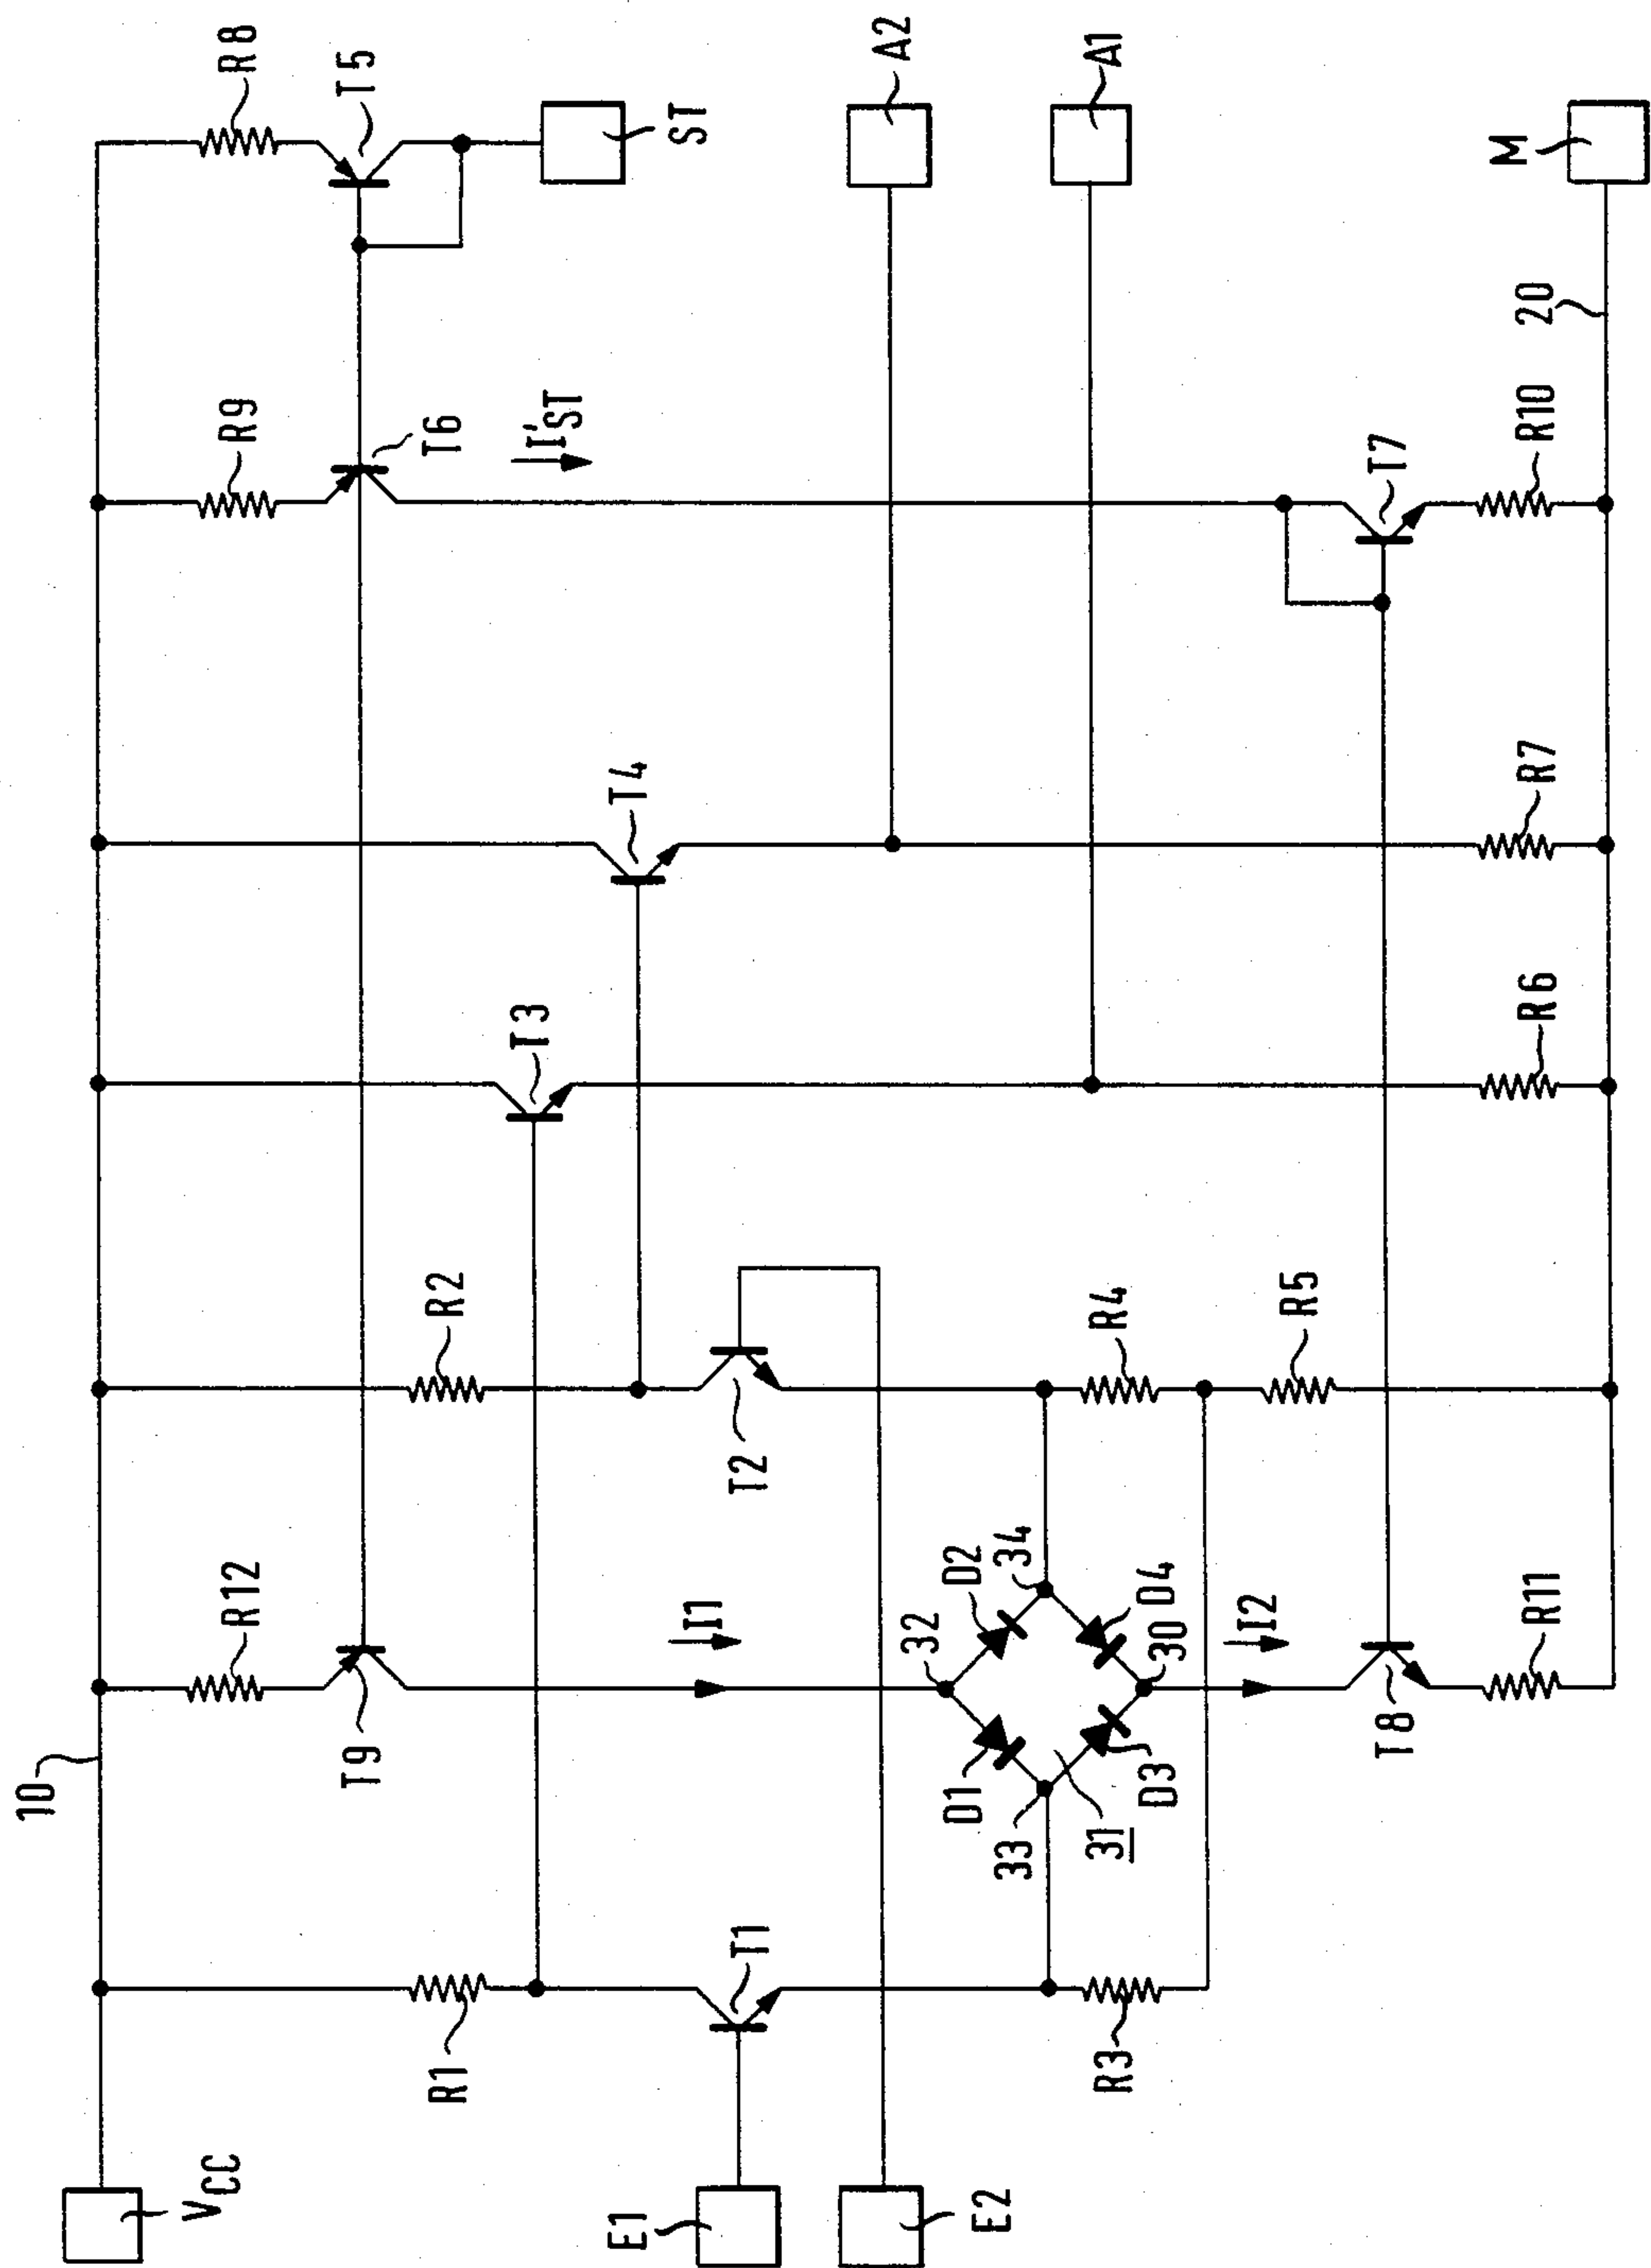 R8
T5
ST
A2
A1
M
20
R9
T6
I'ST
T7
R10
T4
R7
T3
R6
R2
T2
R4
R5
R12
T9
I1
32
D2
34
D4
30
I2
R11
T8
10
D1
33
31
D3
R1
T1
R3
VCC
E1
E2